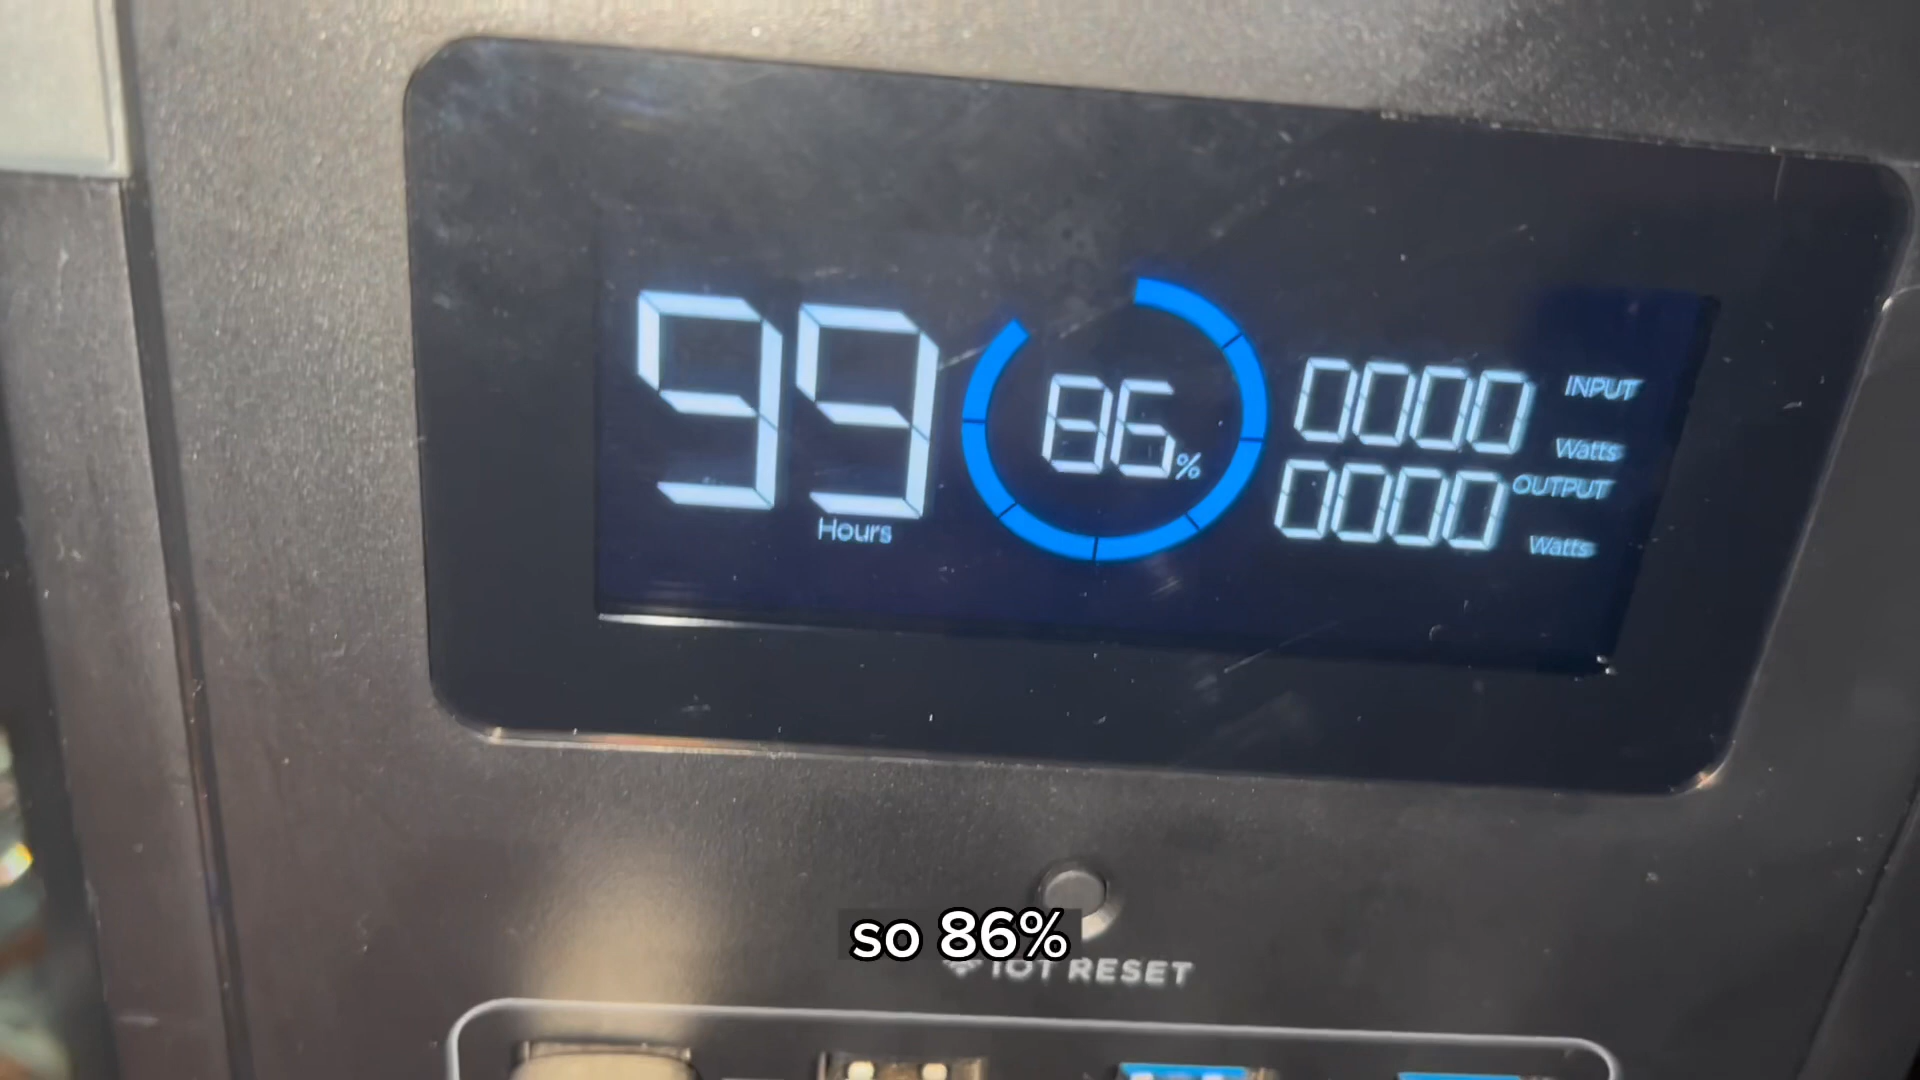 99
Hours
86%
0000 INPUT
Watts
0000 OUTPUT
Watts
so 86%
IOT RESET